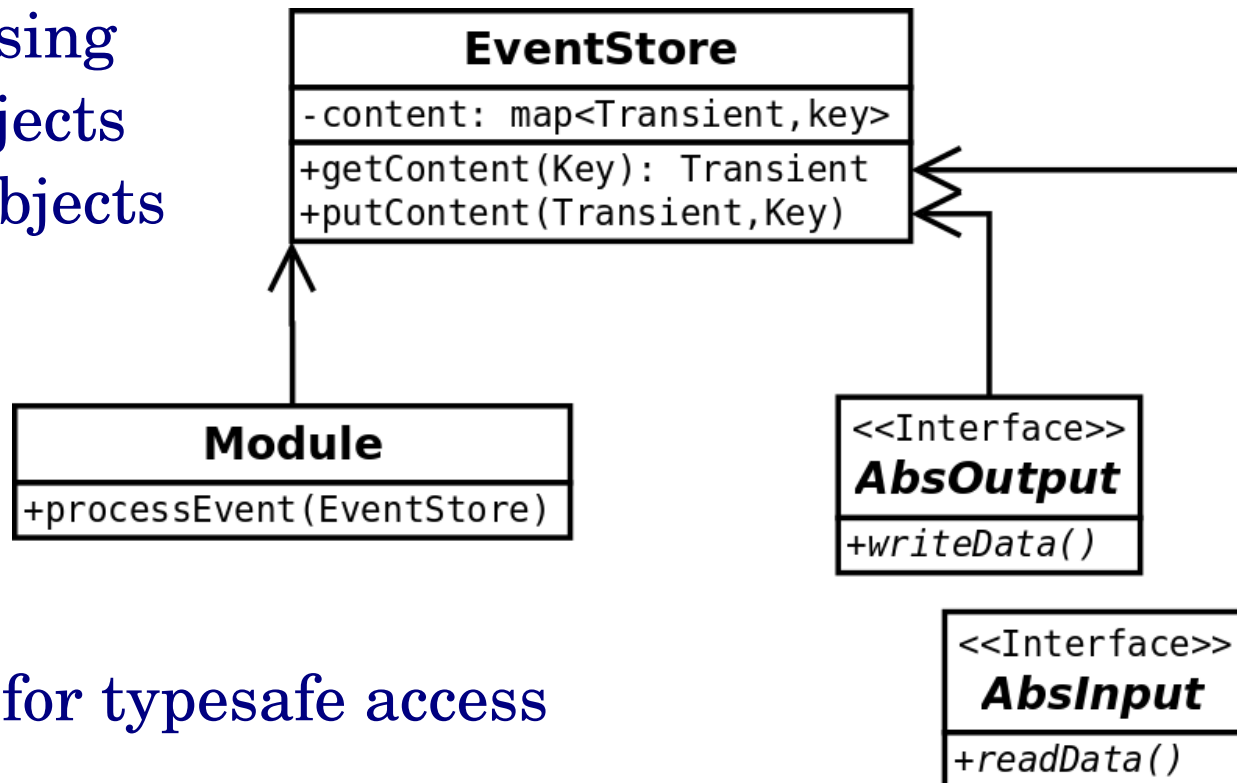 sing
jects
bjects
EventStore
-content: map<Transient,key>
+getContent(Key): Transient
+putContent(Transient,Key)
Module
+processEvent(EventStore)
<<Interface>>
AbsOutput
+writeData()
<<Interface>>
AbsInput
+readData()
for typesafe access